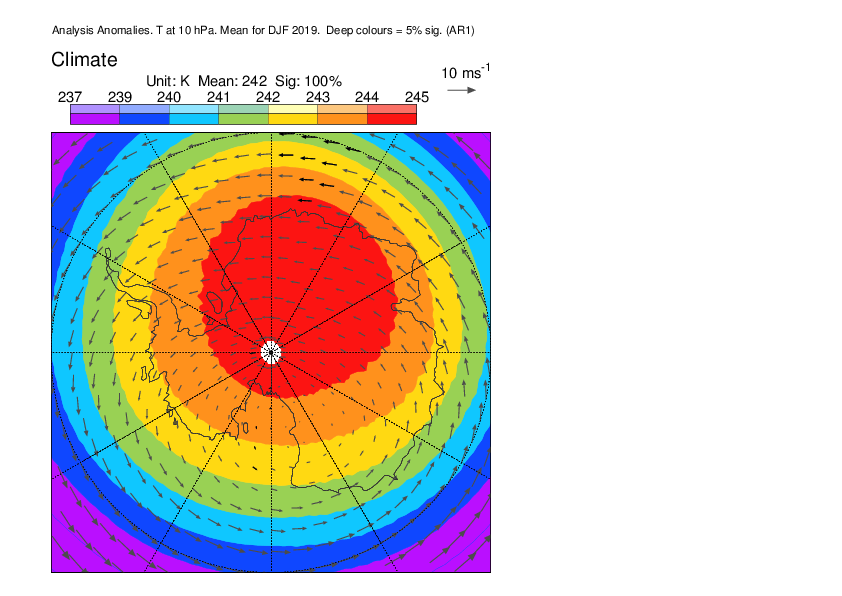 Analysis Anomalies. T at 10 hPa. Mean for DJF 2019.  Deep colours = 5% sig. (AR1)
Climate
10 ms⁻¹
Unit: K  Mean: 242  Sig: 100%
237 239 240 241 242 243 244 245